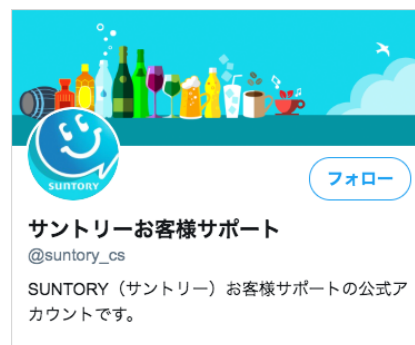 SUNTORY
フォロー
サントリーお客様サポート
@suntory_cs
SUNTORY（サントリー）お客様サポートの公式ア
カウントです。